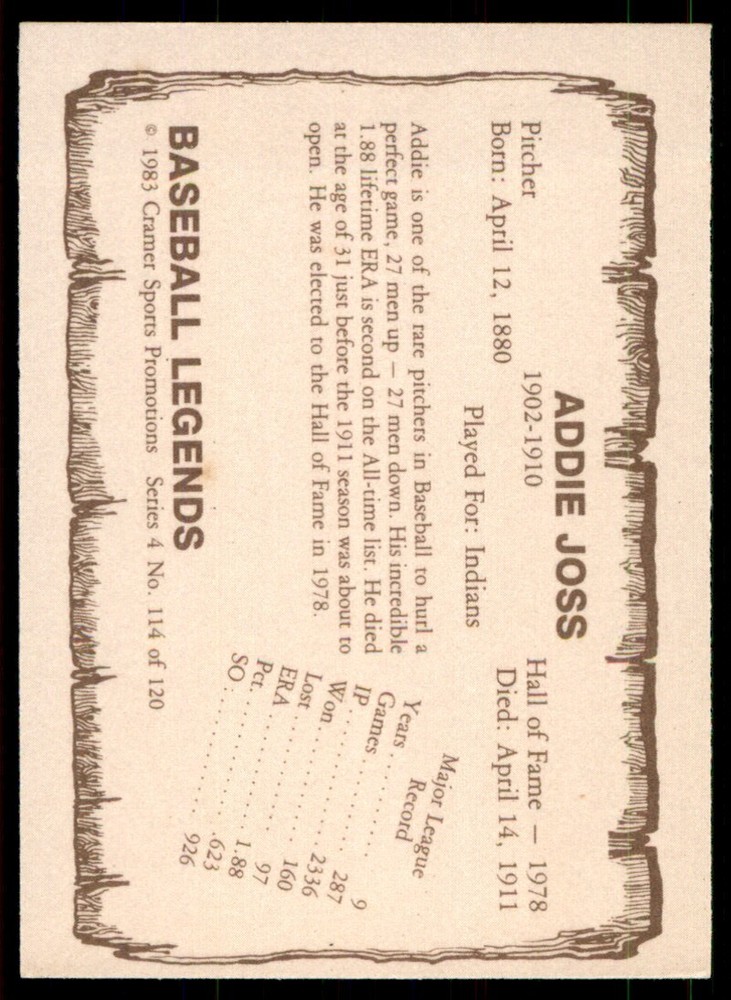 ADDIE JOSS
Pitcher 1902-1910 Hall of Fame — 1978
Born: April 12, 1880 Died: April 14, 1911
Played For: Indians
Addie is one of the rare pitchers in Baseball to hurl a
perfect game, 27 men up — 27 men down. His incredible
1.88 lifetime ERA is second on the All-time list. He died
at the age of 31 just before the 1911 season was about to
open. He was elected to the Hall of Fame in 1978.
Major League
Record
Years . . . . . . . . . . 9
Games . . . . . . . . 287
IP . . . . . . . . . . . 2336
Won . . . . . . . . . . 160
Lost . . . . . . . . . . . 97
ERA . . . . . . . . . . 1.88
Pct. . . . . . . . . . . .623
SO . . . . . . . . . . . 926
BASEBALL LEGENDS
© 1983 Cramer Sports Promotions Series 4 No. 114 of 120